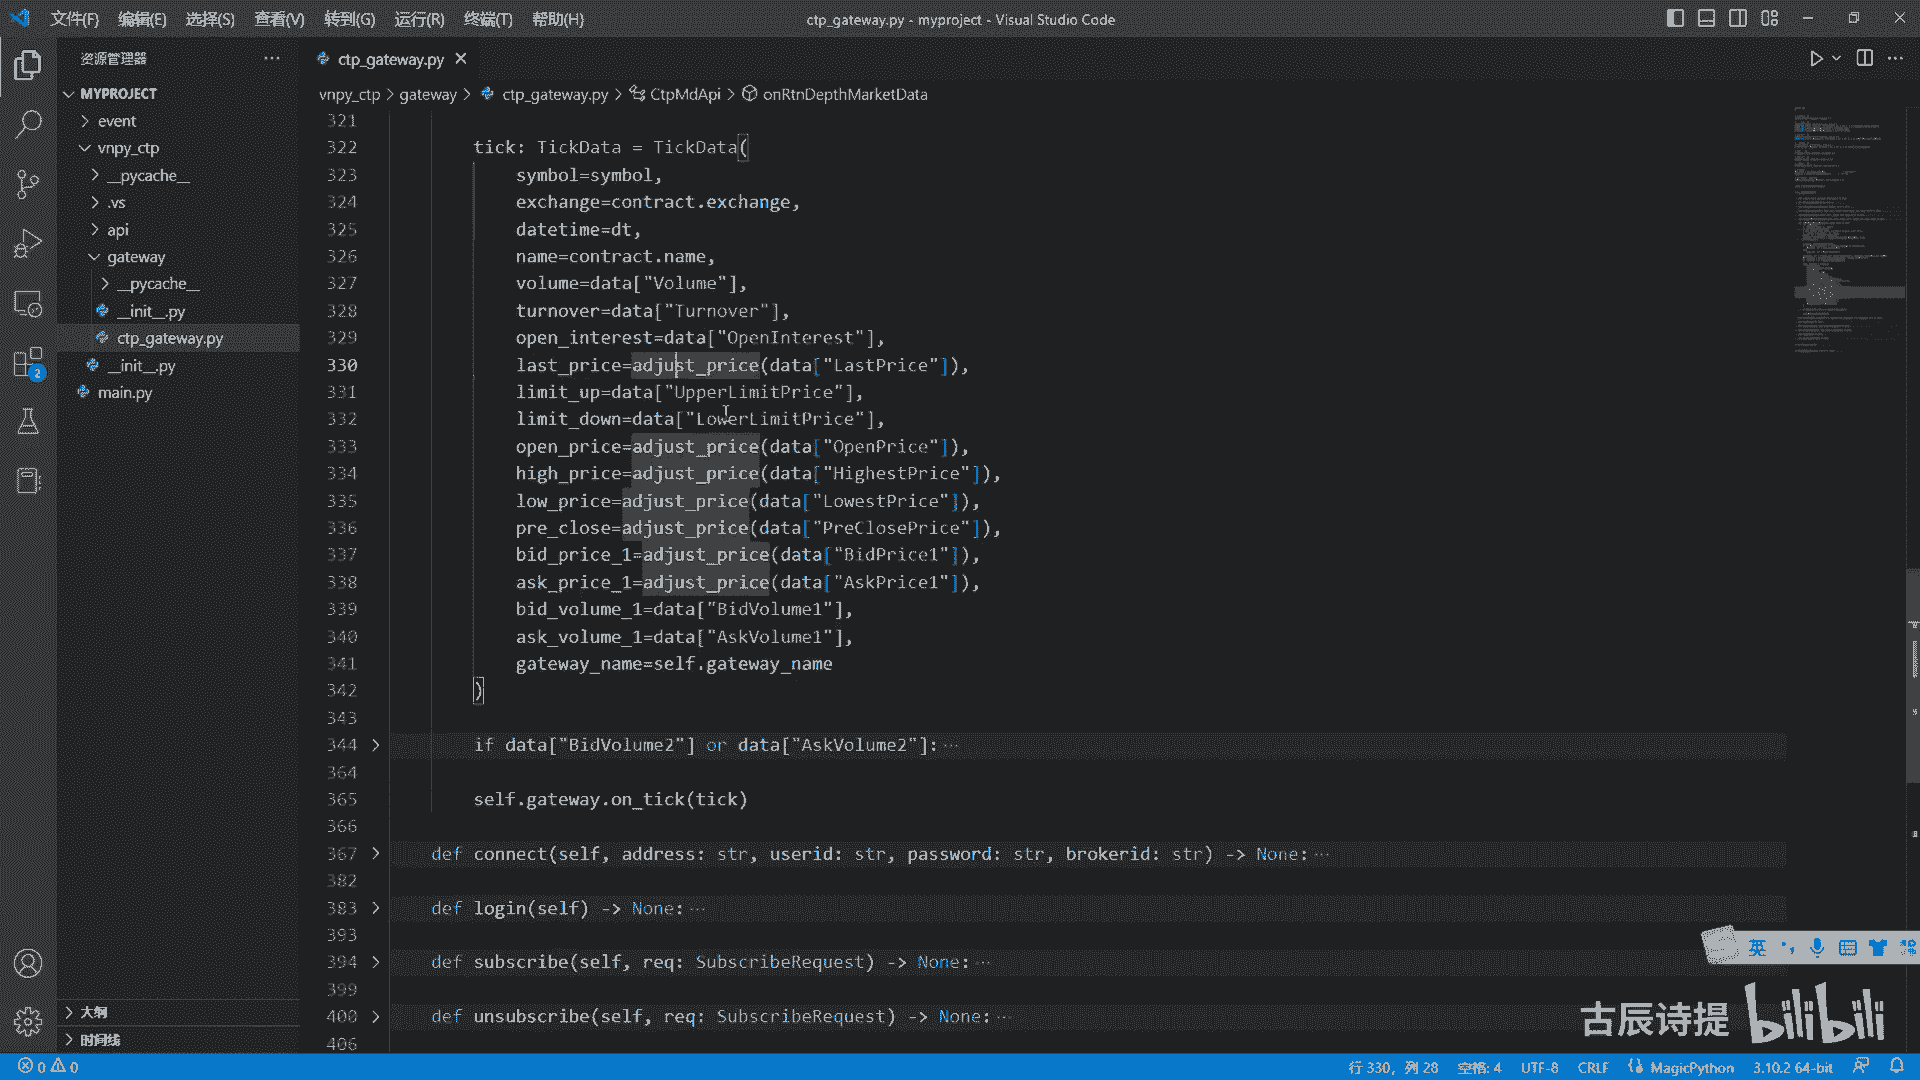 文件(F) 编辑(E) 选择(S) 查看(V) 转到(G) 运行(R) 终端(T) 帮助(H)
ctp_gateway.py - myproject - Visual Studio Code
资源管理器
MYPROJECT
event
vnpy_ctp
__pycache__
.vs
api
gateway
__pycache__
__init__.py
ctp_gateway.py
__init__.py
main.py
大纲
时间线
2
ctp_gateway.py
vnpy_ctp > gateway > ctp_gateway.py > CtpMdApi > onRtnDepthMarketData
321
322 tick: TickData = TickData(
323 symbol=symbol,
324 exchange=contract.exchange,
325 datetime=dt,
326 name=contract.name,
327 volume=data["Volume"],
328 turnover=data["Turnover"],
329 open_interest=data["OpenInterest"],
330 last_price=adjust_price(data["LastPrice"]),
331 limit_up=data["UpperLimitPrice"],
332 limit_down=data["LowerLimitPrice"],
333 open_price=adjust_price(data["OpenPrice"]),
334 high_price=adjust_price(data["HighestPrice"]),
335 low_price=adjust_price(data["LowestPrice"]),
336 pre_close=adjust_price(data["PreClosePrice"]),
337 bid_price_1=adjust_price(data["BidPrice1"]),
338 ask_price_1=adjust_price(data["AskPrice1"]),
339 bid_volume_1=data["BidVolume1"],
340 ask_volume_1=data["AskVolume1"],
341 gateway_name=self.gateway_name
342 )
343
344 if data["BidVolume2"] or data["AskVolume2"]:···
364
365 self.gateway.on_tick(tick)
366
367 def connect(self, address: str, userid: str, password: str, brokerid: str) -> None:···
382
383 def login(self) -> None:···
393
394 def subscribe(self, req: SubscribeRequest) -> None:···
399
400 def unsubscribe(self, req: SubscribeRequest) -> None:···
406
英
古辰诗提 bilibili
0 0
行 330，列 28 空格: 4 UTF-8 CRLF MagicPython 3.10.2 64-bit